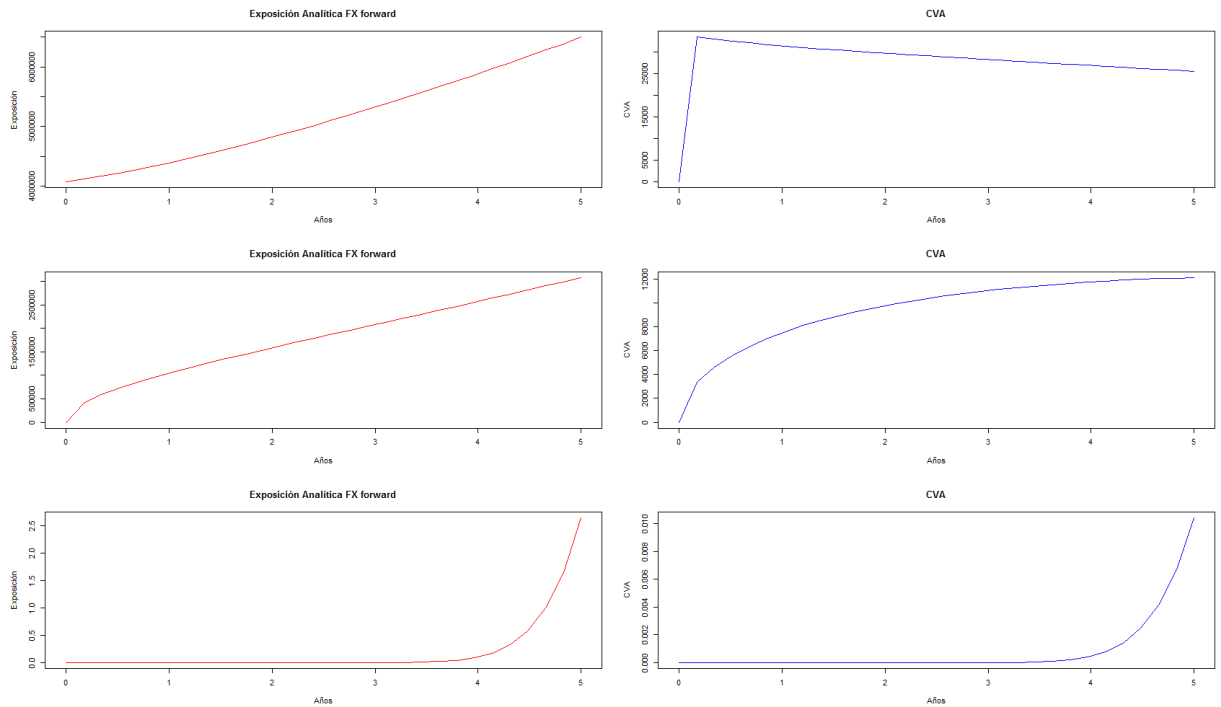 Exposición Analítica FX forward
Exposición
4000000 5000000 6000000
0 1 2 3 4 5
Años
CVA
CVA
0 5000 15000 25000
0 1 2 3 4 5
Años
Exposición Analítica FX forward
Exposición
0 500000 1500000 2500000
0 1 2 3 4 5
Años
CVA
CVA
0 2000 4000 6000 8000 12000
0 1 2 3 4 5
Años
Exposición Analítica FX forward
Exposición
0.0 0.5 1.0 1.5 2.0 2.5
0 1 2 3 4 5
Años
CVA
CVA
0.000 0.002 0.004 0.006 0.008 0.010
0 1 2 3 4 5
Años